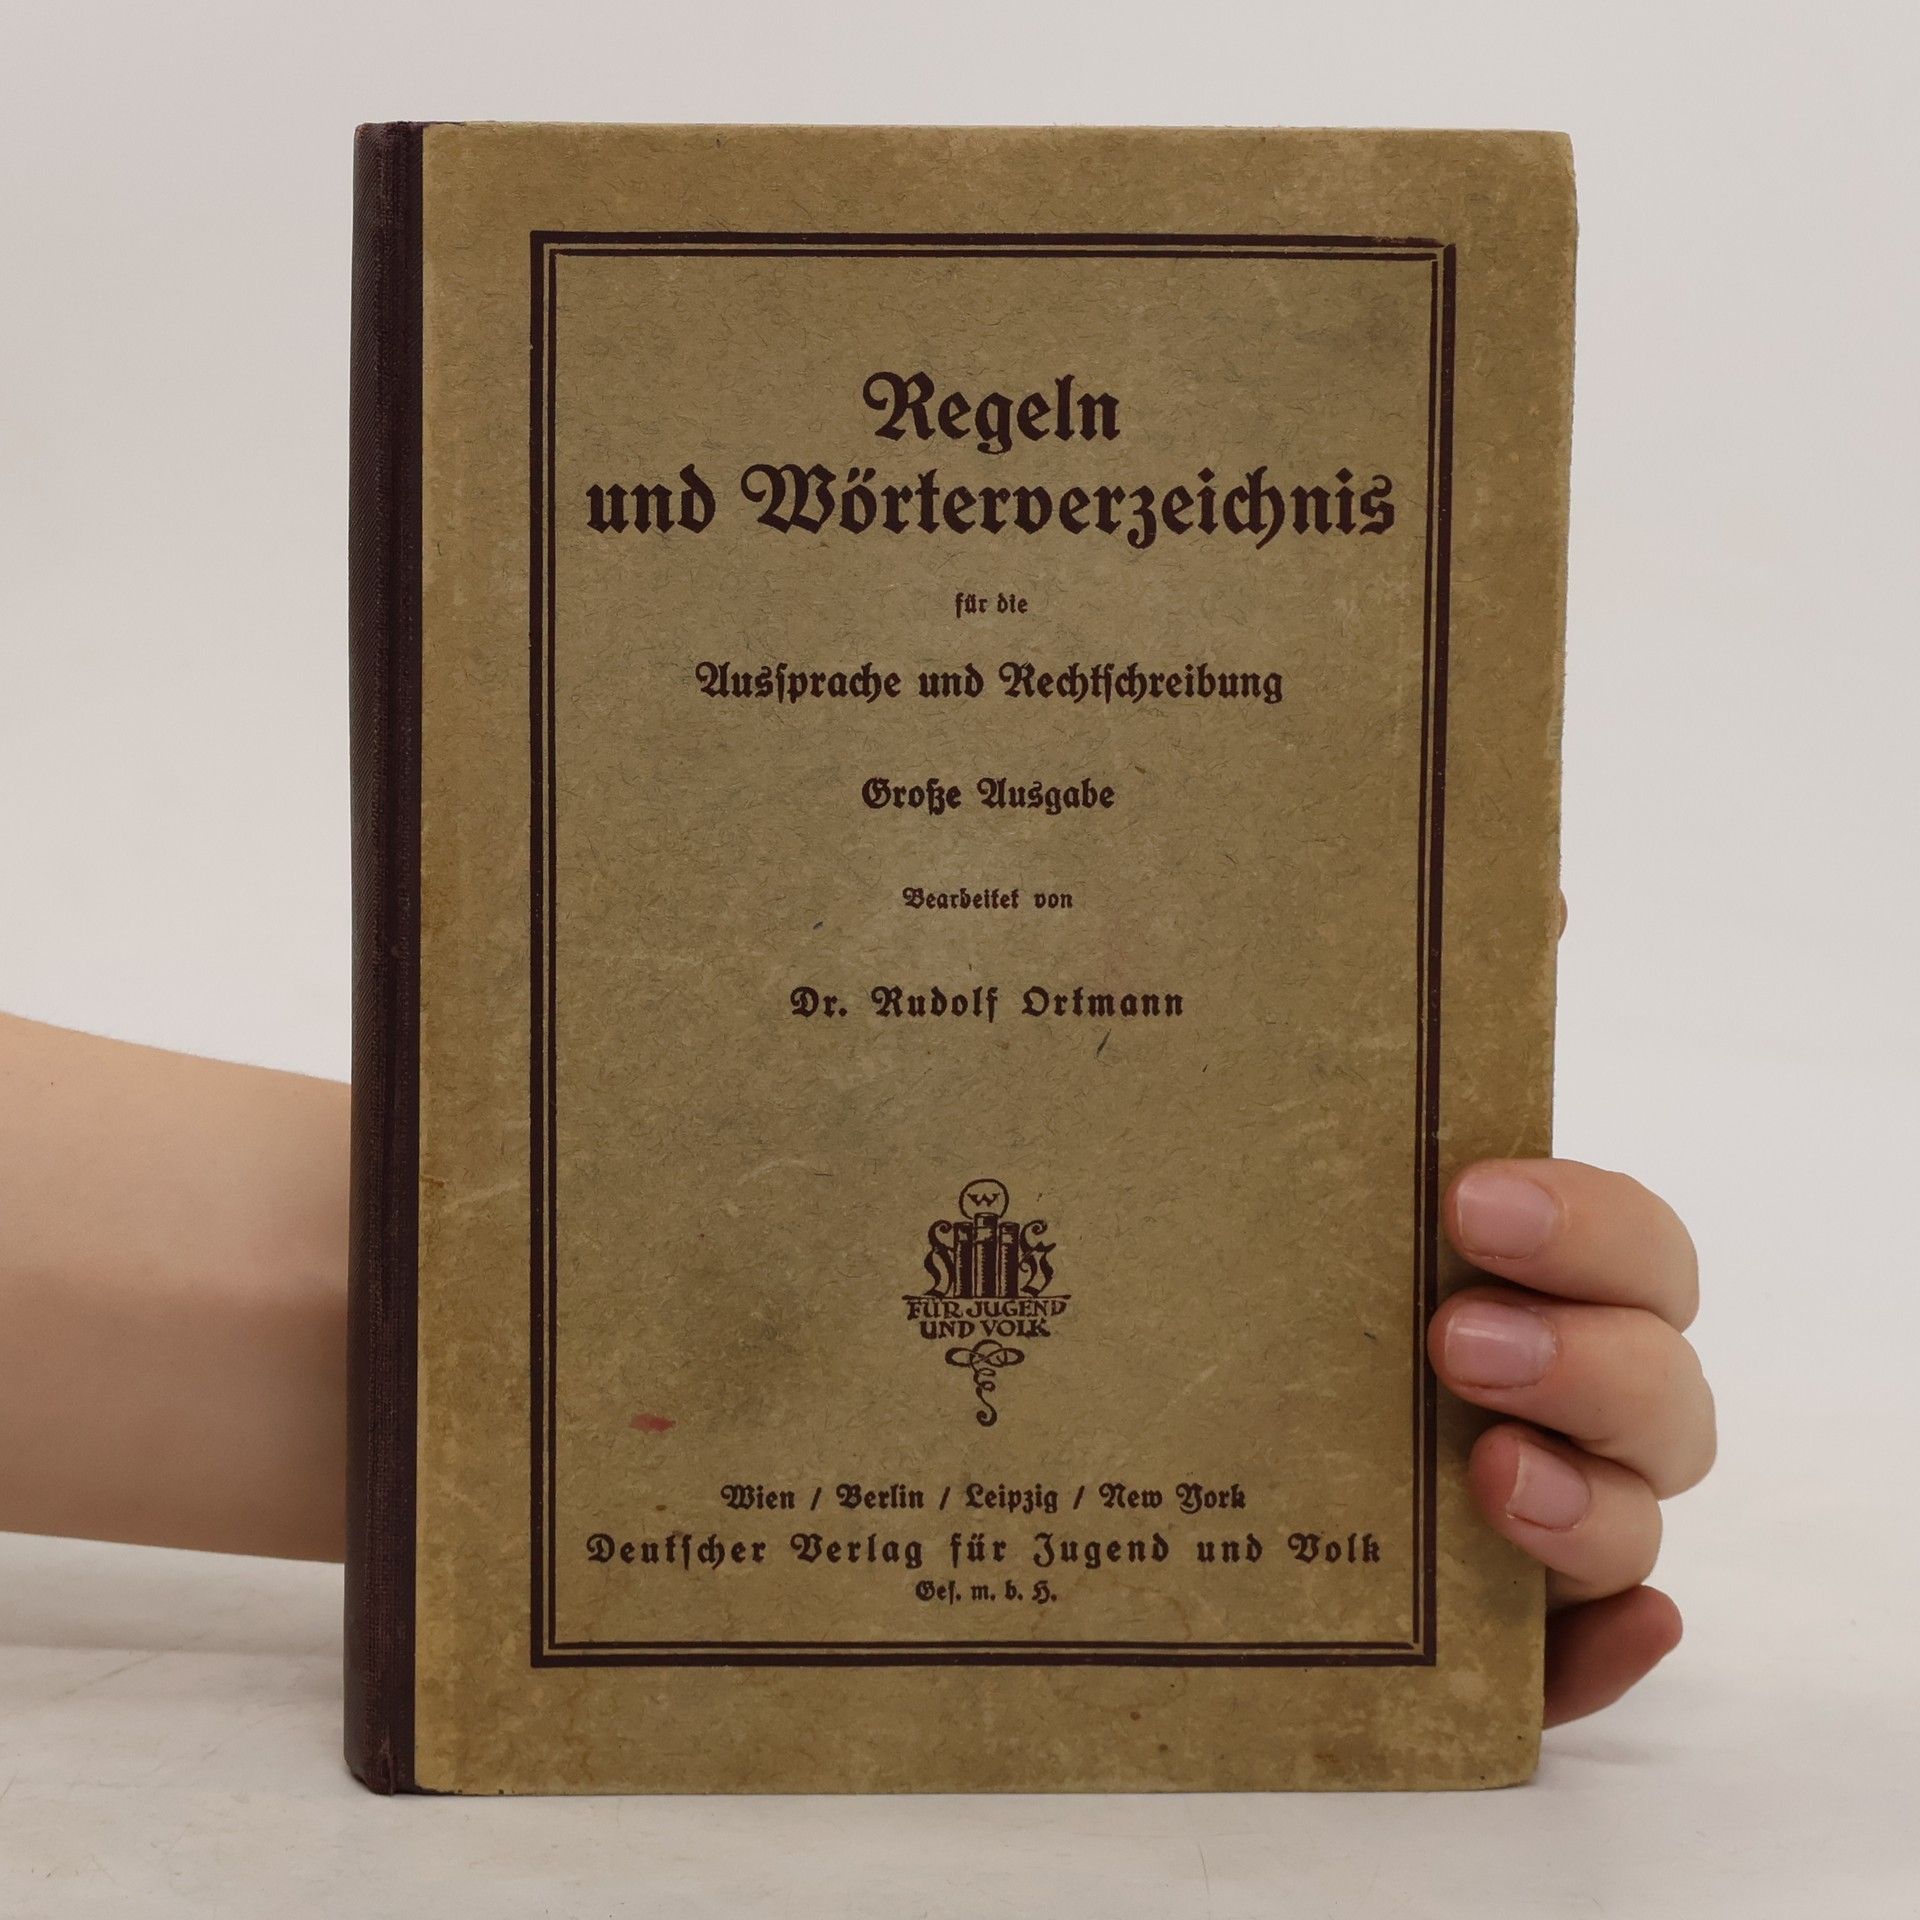 Regeln
und Wörterverzeichnis
für die
Ausſprache und Rechtſchreibung
Große Ausgabe
Bearbeitet von
Dr. Rudolf Ortmann
W
FÜR JUGEND
UND VOLK
Wien / Berlin / Leipzig / New York
Deutſcher Verlag für Jugend und Volk
Geſ. m. b. H.